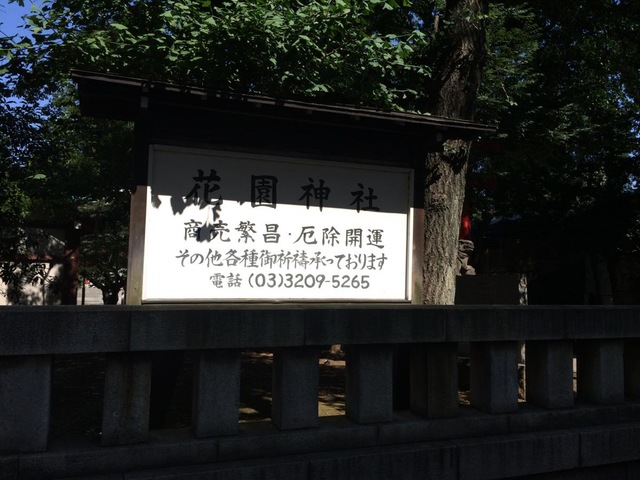 花園神社
商売繁昌・厄除開運
その他各種御祈祷承っております
電話 (03)3209-5265